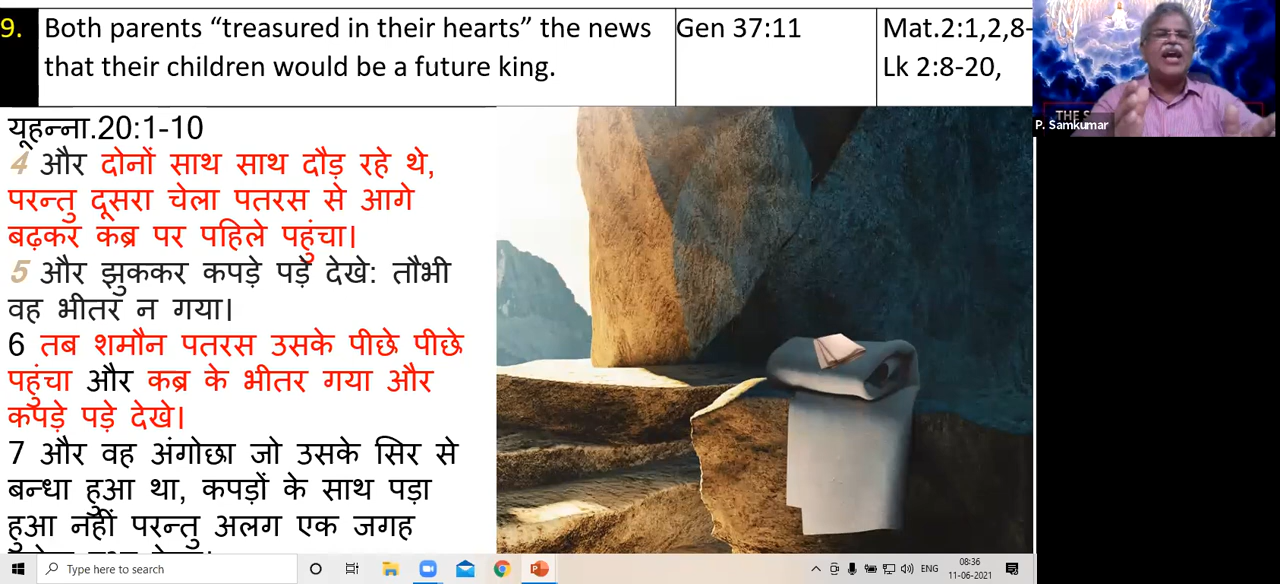 9. Both parents “treasured in their hearts” the news Gen 37:11 Mat.2:1,2,8-
that their children would be a future king. Lk 2:8-20,
THE S
P. Samkumar
यूहन्ना.20:1-10
4 और दोनों साथ साथ दौड़ रहे थे,
परन्तु दूसरा चेला पतरस से आगे
बढ़कर कब्र पर पहिले पहुंचा।
5 और झुककर कपड़े पड़े देखे: तौभी
वह भीतर न गया।
6 तब शमौन पतरस उसके पीछे पीछे
पहुंचा और कब्र के भीतर गया और
कपड़े पड़े देखे।
7 और वह अंगोछा जो उसके सिर से
बन्धा हुआ था, कपड़ों के साथ पड़ा
हुआ नहीं परन्तु अलग एक जगह
Type here to search
ENG
08:36
11-06-2021